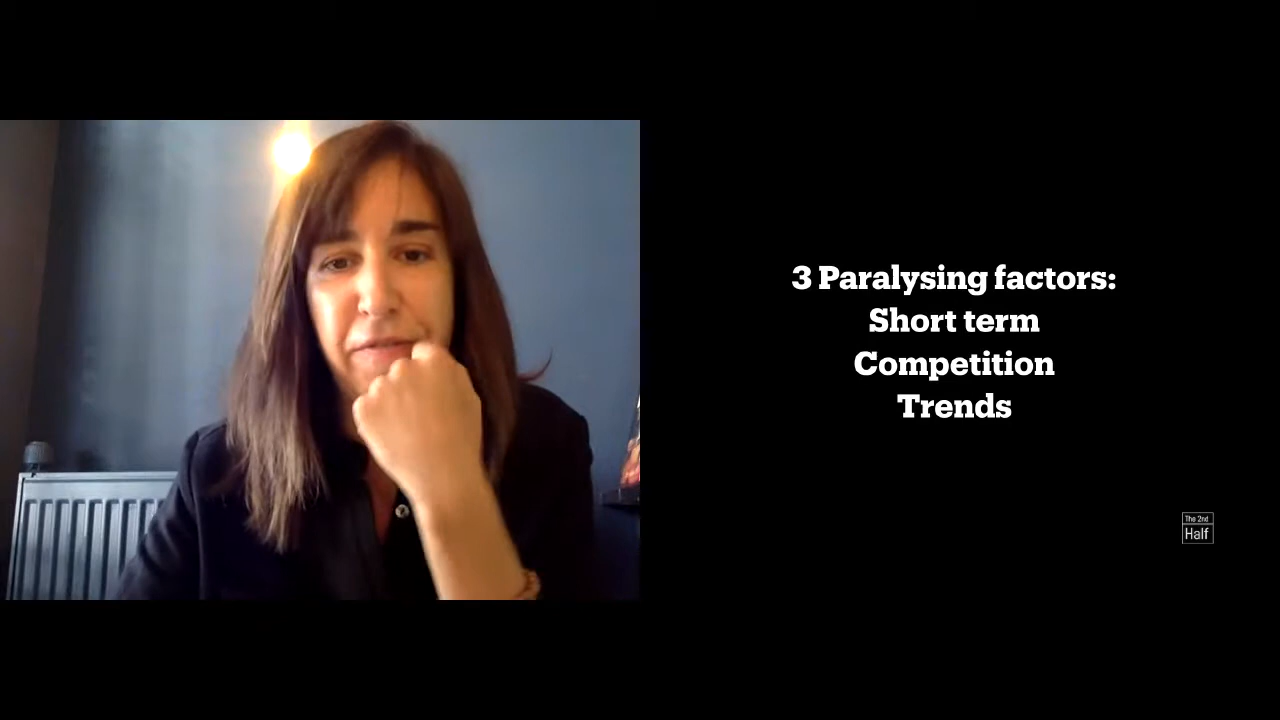 3 Paralysing factors:
Short term
Competition
Trends
The 2nd
Half